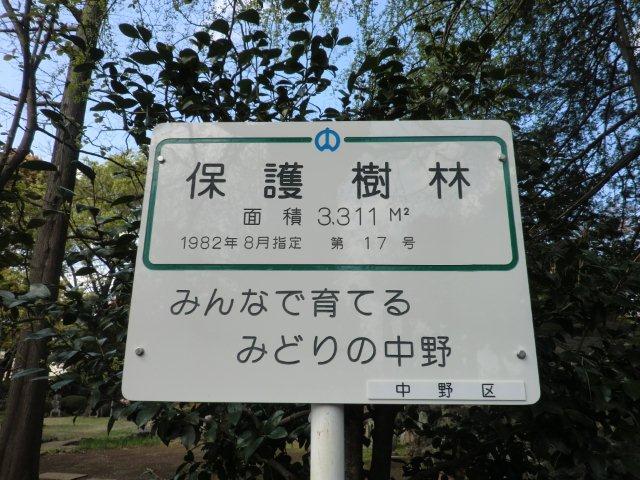 保護樹林
面積 3,311 M²
1982年8月指定 第17号
みんなで育てる
みどりの中野
中野区